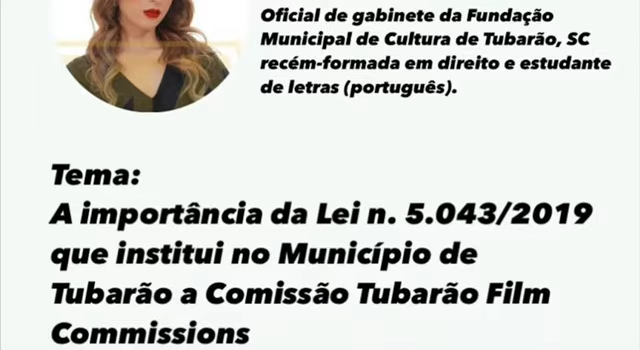 Oficial de gabinete da Fundação
Municipal de Cultura de Tubarão, SC
recém-formada em direito e estudante
de letras (português).
Tema:
A importância da Lei n. 5.043/2019
que institui no Município de
Tubarão a Comissão Tubarão Film
Commissions